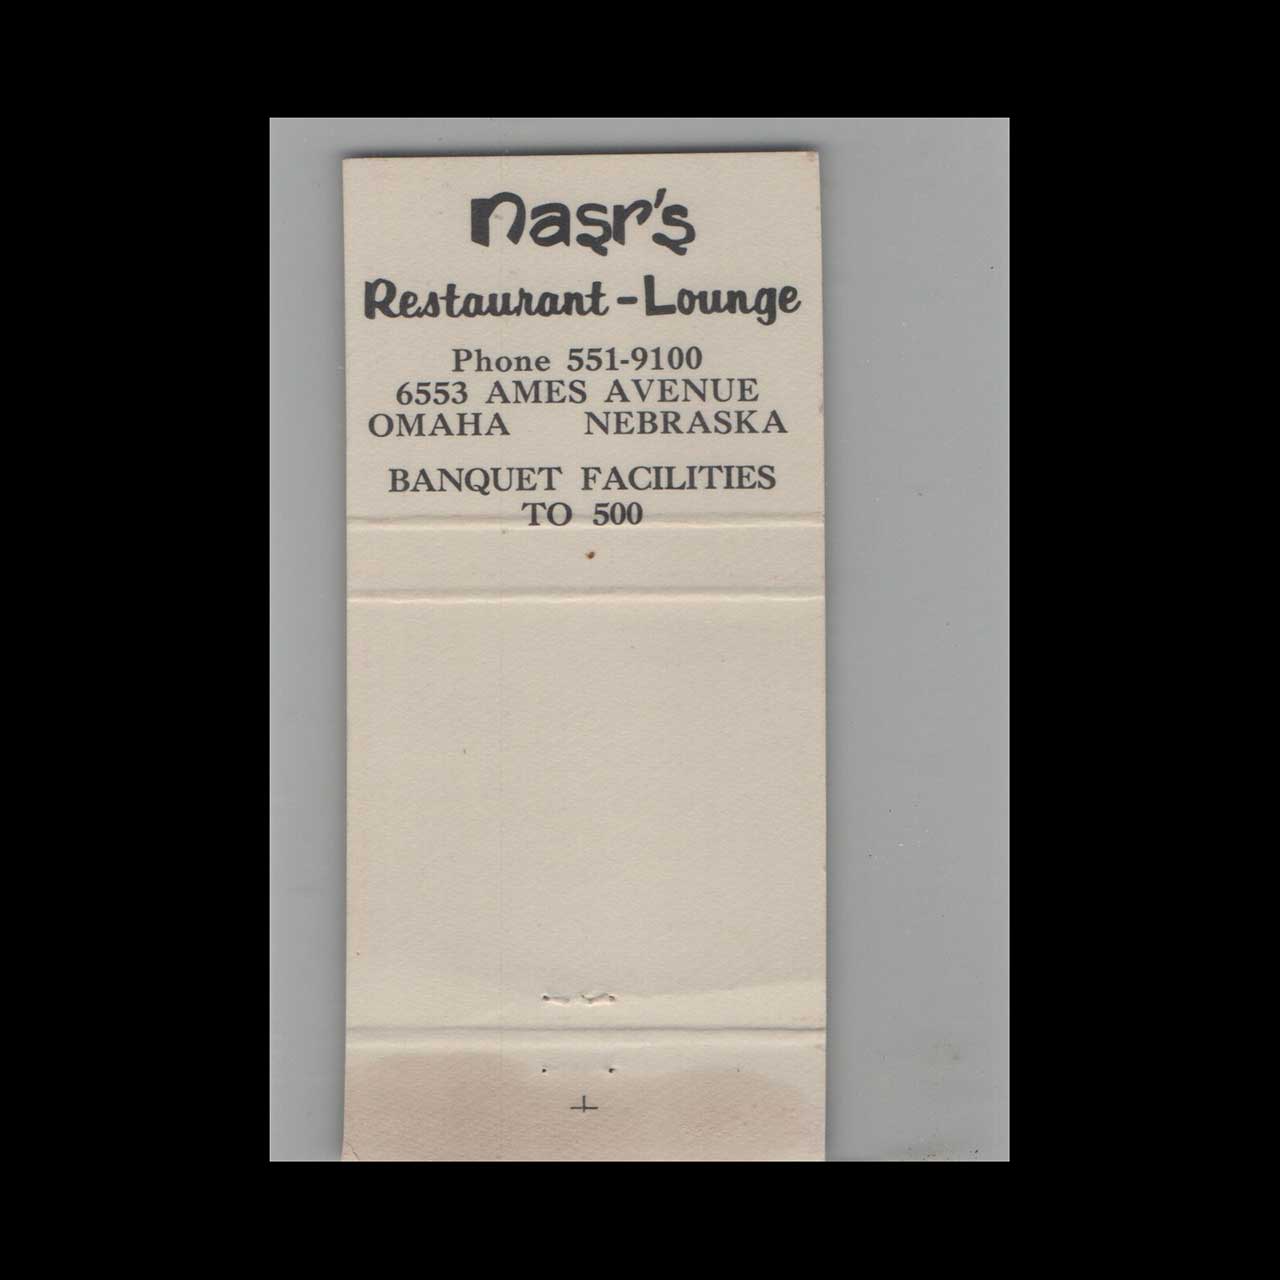 Nasr's
Restaurant - Lounge
Phone 551-9100
6553 AMES AVENUE
OMAHA NEBRASKA
BANQUET FACILITIES
TO 500